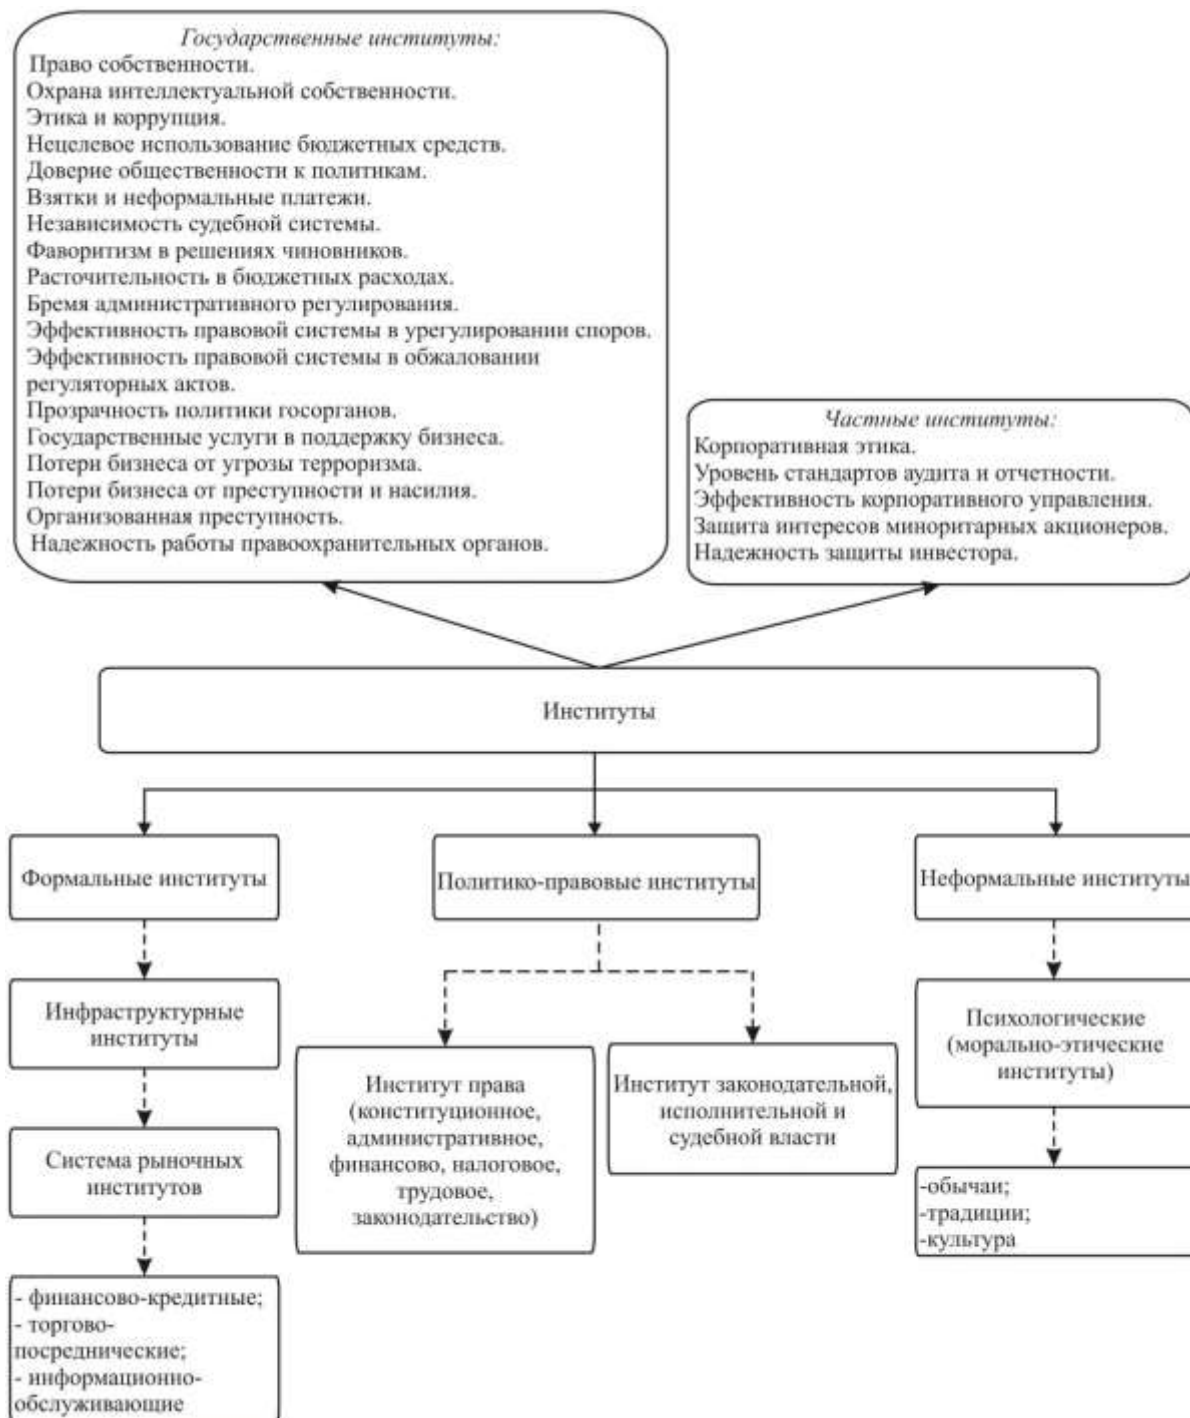 Государственные институты:
Право собственности.
Охрана интеллектуальной собственности.
Этика и коррупция.
Нецелевое использование бюджетных средств.
Доверие общественности к политикам.
Взятки и неформальные платежи.
Независимость судебной системы.
Фаворитизм в решениях чиновников.
Расточительность в бюджетных расходах.
Бремя административного регулирования.
Эффективность правовой системы в урегулировании споров.
Эффективность правовой системы в обжаловании
регуляторных актов.
Прозрачность политики госорганов.
Государственные услуги в поддержку бизнеса.
Потери бизнеса от угрозы терроризма.
Потери бизнеса от преступности и насилия.
Организованная преступность.
Надежность работы правоохранительных органов.
Частные институты:
Корпоративная этика.
Уровень стандартов аудита и отчетности.
Эффективность корпоративного управления.
Защита интересов миноритарных акционеров.
Надежность защиты инвестора.
Институты
Формальные институты
Политико-правовые институты
Неформальные институты
Инфраструктурные
институты
Система рыночных
институтов
- финансово-кредитные;
- торгово-
посреднические;
- информационно-
обслуживающие
Институт права
(конституционное,
административное,
финансово, налоговое,
трудовое,
законодательство)
Институт законодательной,
исполнительной и
судебной власти
Психологические
(морально-этические
институты)
-обычаи;
-традиции;
-культура